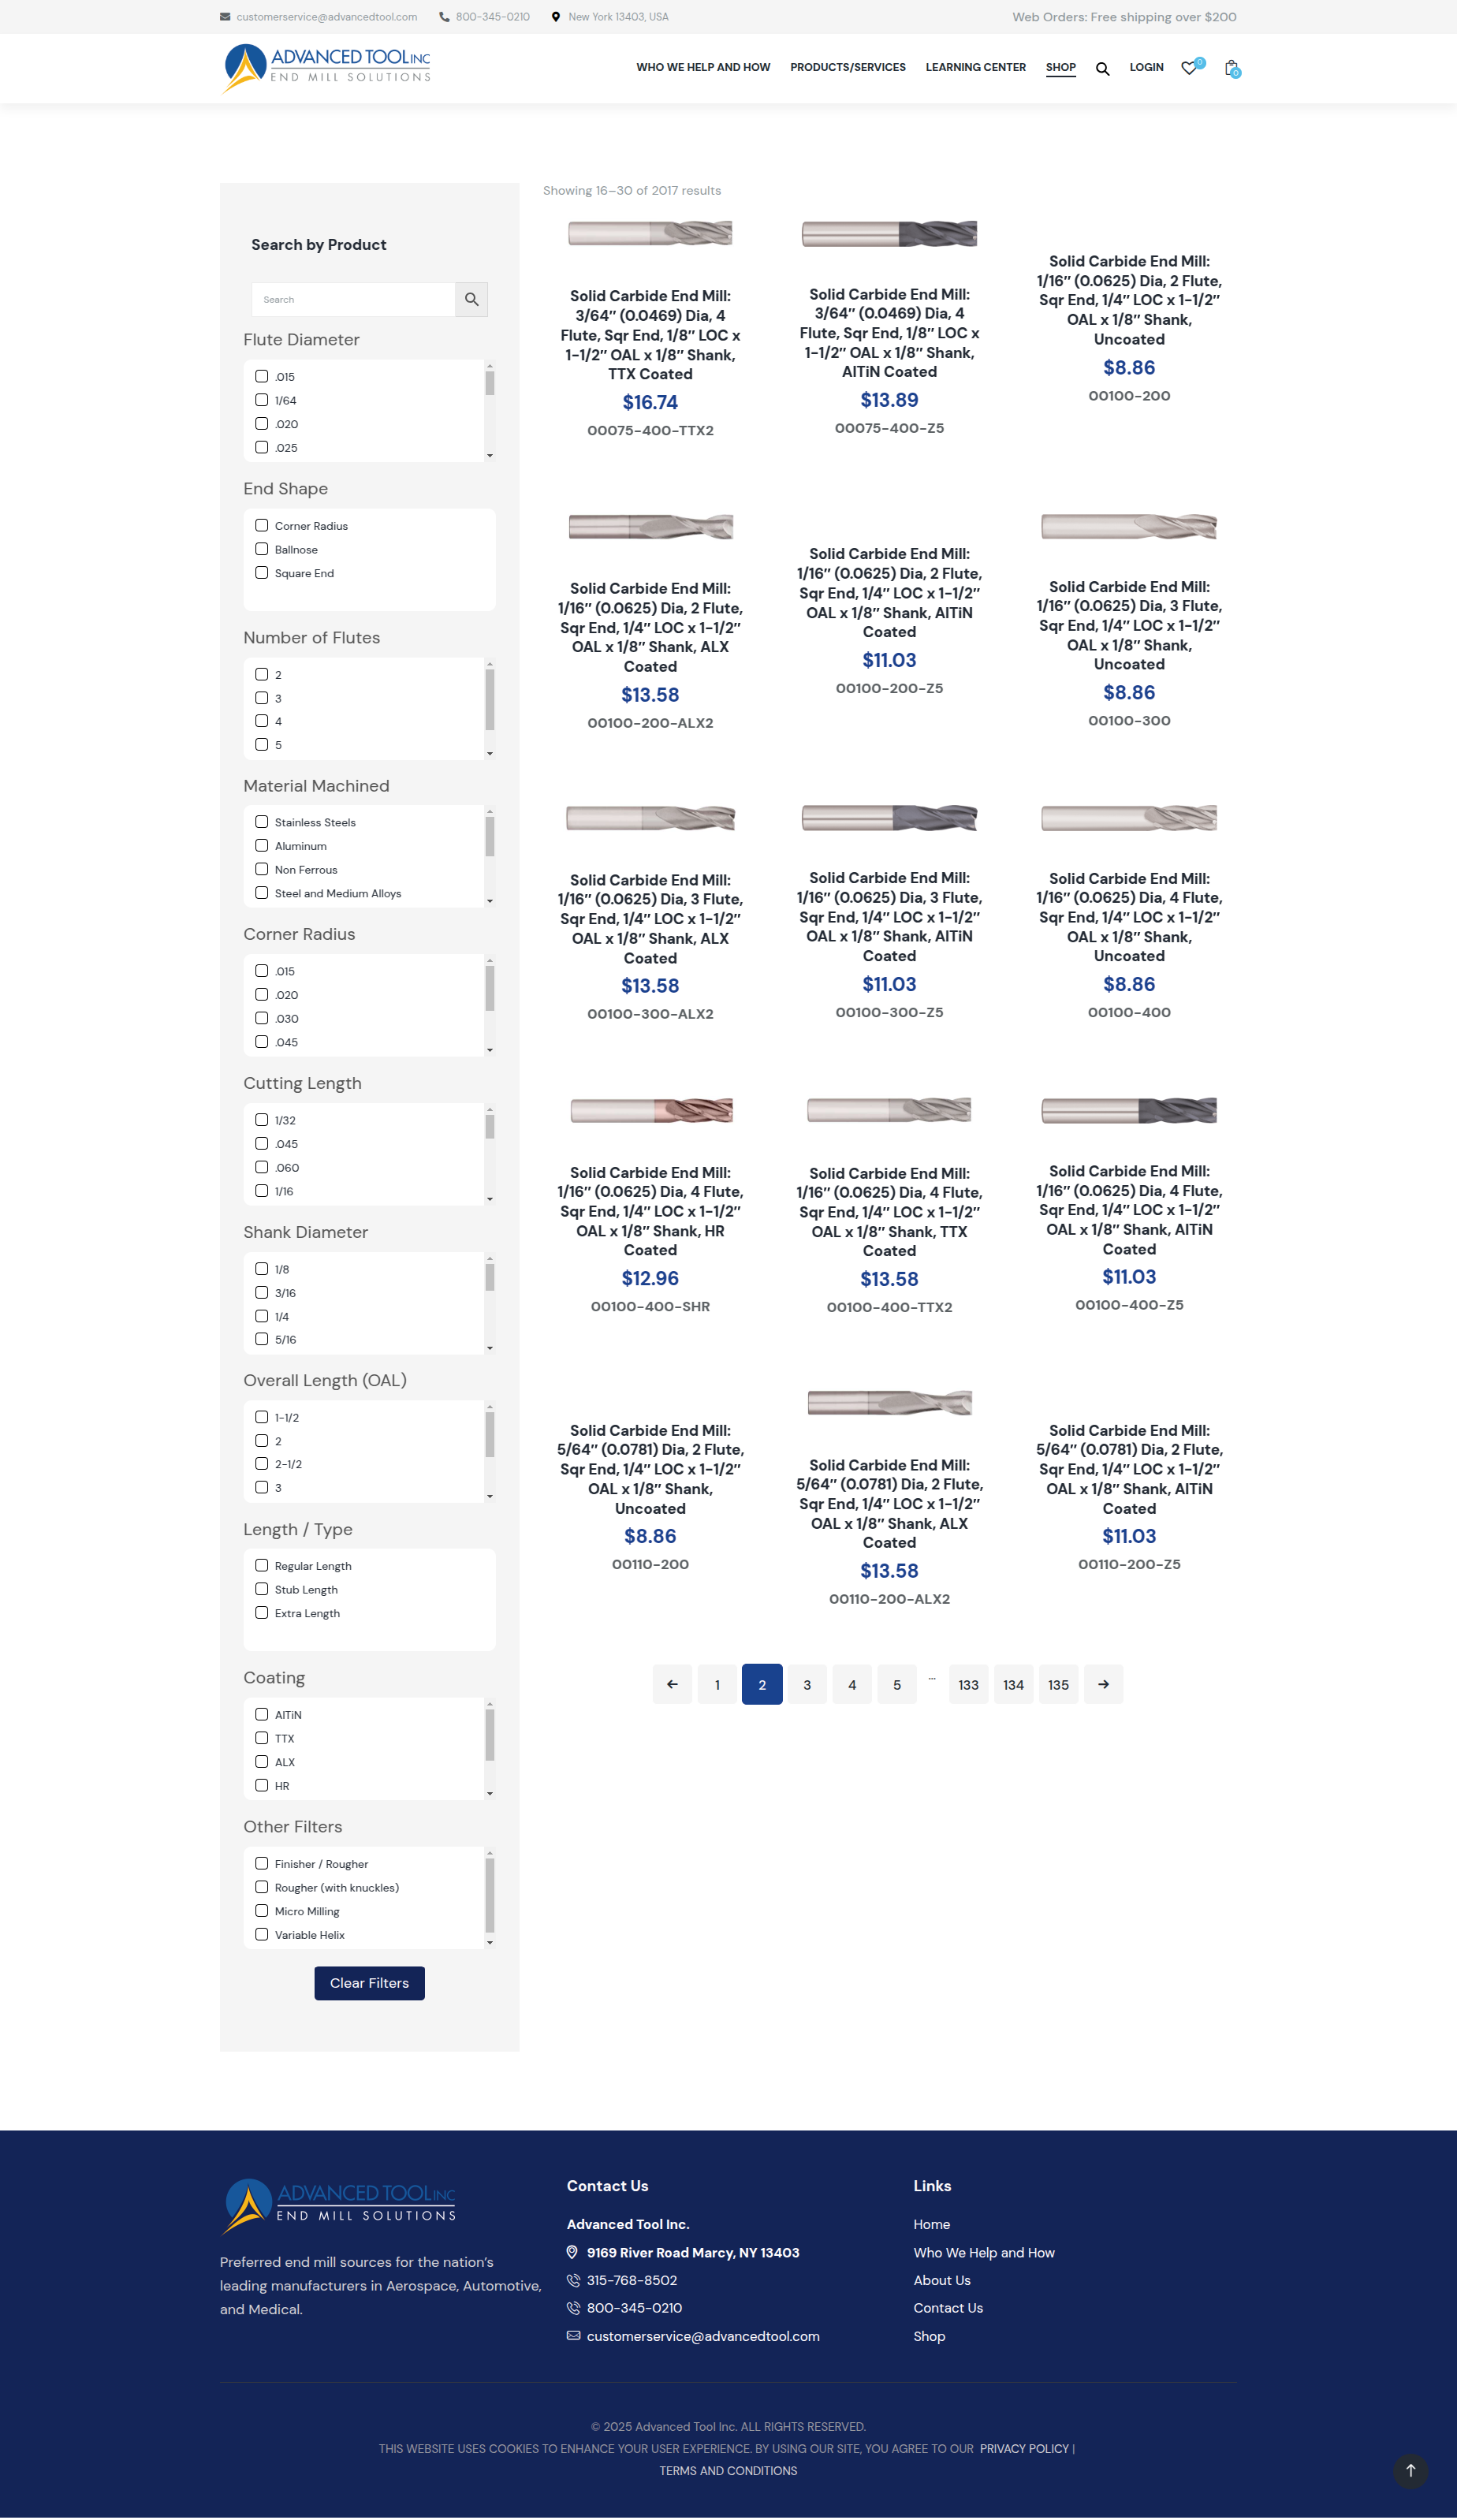 customerservice@advancedtool.com 800-345-0210 New York 13403, USA Web Orders: Free shipping over $200
ADVANCED TOOL INC
END MILL SOLUTIONS
WHO WE HELP AND HOW PRODUCTS/SERVICES LEARNING CENTER SHOP LOGIN 0 0
Search by Product
Search
Flute Diameter
.015
1/64
.020
.025
End Shape
Corner Radius
Ballnose
Square End
Number of Flutes
2
3
4
5
Material Machined
Stainless Steels
Aluminum
Non Ferrous
Steel and Medium Alloys
Corner Radius
.015
.020
.030
.045
Cutting Length
1/32
.045
.060
1/16
Shank Diameter
1/8
3/16
1/4
5/16
Overall Length (OAL)
1-1/2
2
2-1/2
3
Length / Type
Regular Length
Stub Length
Extra Length
Coating
AlTiN
TTX
ALX
HR
Other Filters
Finisher / Rougher
Rougher (with knuckles)
Micro Milling
Variable Helix
Clear Filters
Showing 16–30 of 2017 results
Solid Carbide End Mill:
3/64″ (0.0469) Dia, 4
Flute, Sqr End, 1/8″ LOC x
1-1/2″ OAL x 1/8″ Shank,
TTX Coated
$16.74
00075-400-TTX2
Solid Carbide End Mill:
3/64″ (0.0469) Dia, 4
Flute, Sqr End, 1/8″ LOC x
1-1/2″ OAL x 1/8″ Shank,
AlTiN Coated
$13.89
00075-400-Z5
Solid Carbide End Mill:
1/16″ (0.0625) Dia, 2 Flute,
Sqr End, 1/4″ LOC x 1-1/2″
OAL x 1/8″ Shank,
Uncoated
$8.86
00100-200
Solid Carbide End Mill:
1/16″ (0.0625) Dia, 2 Flute,
Sqr End, 1/4″ LOC x 1-1/2″
OAL x 1/8″ Shank, ALX
Coated
$13.58
00100-200-ALX2
Solid Carbide End Mill:
1/16″ (0.0625) Dia, 2 Flute,
Sqr End, 1/4″ LOC x 1-1/2″
OAL x 1/8″ Shank, AlTiN
Coated
$11.03
00100-200-Z5
Solid Carbide End Mill:
1/16″ (0.0625) Dia, 3 Flute,
Sqr End, 1/4″ LOC x 1-1/2″
OAL x 1/8″ Shank,
Uncoated
$8.86
00100-300
Solid Carbide End Mill:
1/16″ (0.0625) Dia, 3 Flute,
Sqr End, 1/4″ LOC x 1-1/2″
OAL x 1/8″ Shank, ALX
Coated
$13.58
00100-300-ALX2
Solid Carbide End Mill:
1/16″ (0.0625) Dia, 3 Flute,
Sqr End, 1/4″ LOC x 1-1/2″
OAL x 1/8″ Shank, AlTiN
Coated
$11.03
00100-300-Z5
Solid Carbide End Mill:
1/16″ (0.0625) Dia, 4 Flute,
Sqr End, 1/4″ LOC x 1-1/2″
OAL x 1/8″ Shank,
Uncoated
$8.86
00100-400
Solid Carbide End Mill:
1/16″ (0.0625) Dia, 4 Flute,
Sqr End, 1/4″ LOC x 1-1/2″
OAL x 1/8″ Shank, HR
Coated
$12.96
00100-400-SHR
Solid Carbide End Mill:
1/16″ (0.0625) Dia, 4 Flute,
Sqr End, 1/4″ LOC x 1-1/2″
OAL x 1/8″ Shank, TTX
Coated
$13.58
00100-400-TTX2
Solid Carbide End Mill:
1/16″ (0.0625) Dia, 4 Flute,
Sqr End, 1/4″ LOC x 1-1/2″
OAL x 1/8″ Shank, AlTiN
Coated
$11.03
00100-400-Z5
Solid Carbide End Mill:
5/64″ (0.0781) Dia, 2 Flute,
Sqr End, 1/4″ LOC x 1-1/2″
OAL x 1/8″ Shank,
Uncoated
$8.86
00110-200
Solid Carbide End Mill:
5/64″ (0.0781) Dia, 2 Flute,
Sqr End, 1/4″ LOC x 1-1/2″
OAL x 1/8″ Shank, ALX
Coated
$13.58
00110-200-ALX2
Solid Carbide End Mill:
5/64″ (0.0781) Dia, 2 Flute,
Sqr End, 1/4″ LOC x 1-1/2″
OAL x 1/8″ Shank, AlTiN
Coated
$11.03
00110-200-Z5
← 1 2 3 4 5 … 133 134 135 →
ADVANCED TOOL INC
END MILL SOLUTIONS
Preferred end mill sources for the nation's
leading manufacturers in Aerospace, Automotive,
and Medical.
Contact Us
Advanced Tool Inc.
9169 River Road Marcy, NY 13403
315-768-8502
800-345-0210
customerservice@advancedtool.com
Links
Home
Who We Help and How
About Us
Contact Us
Shop
© 2025 Advanced Tool Inc. ALL RIGHTS RESERVED.
THIS WEBSITE USES COOKIES TO ENHANCE YOUR USER EXPERIENCE. BY USING OUR SITE, YOU AGREE TO OUR PRIVACY POLICY |
TERMS AND CONDITIONS